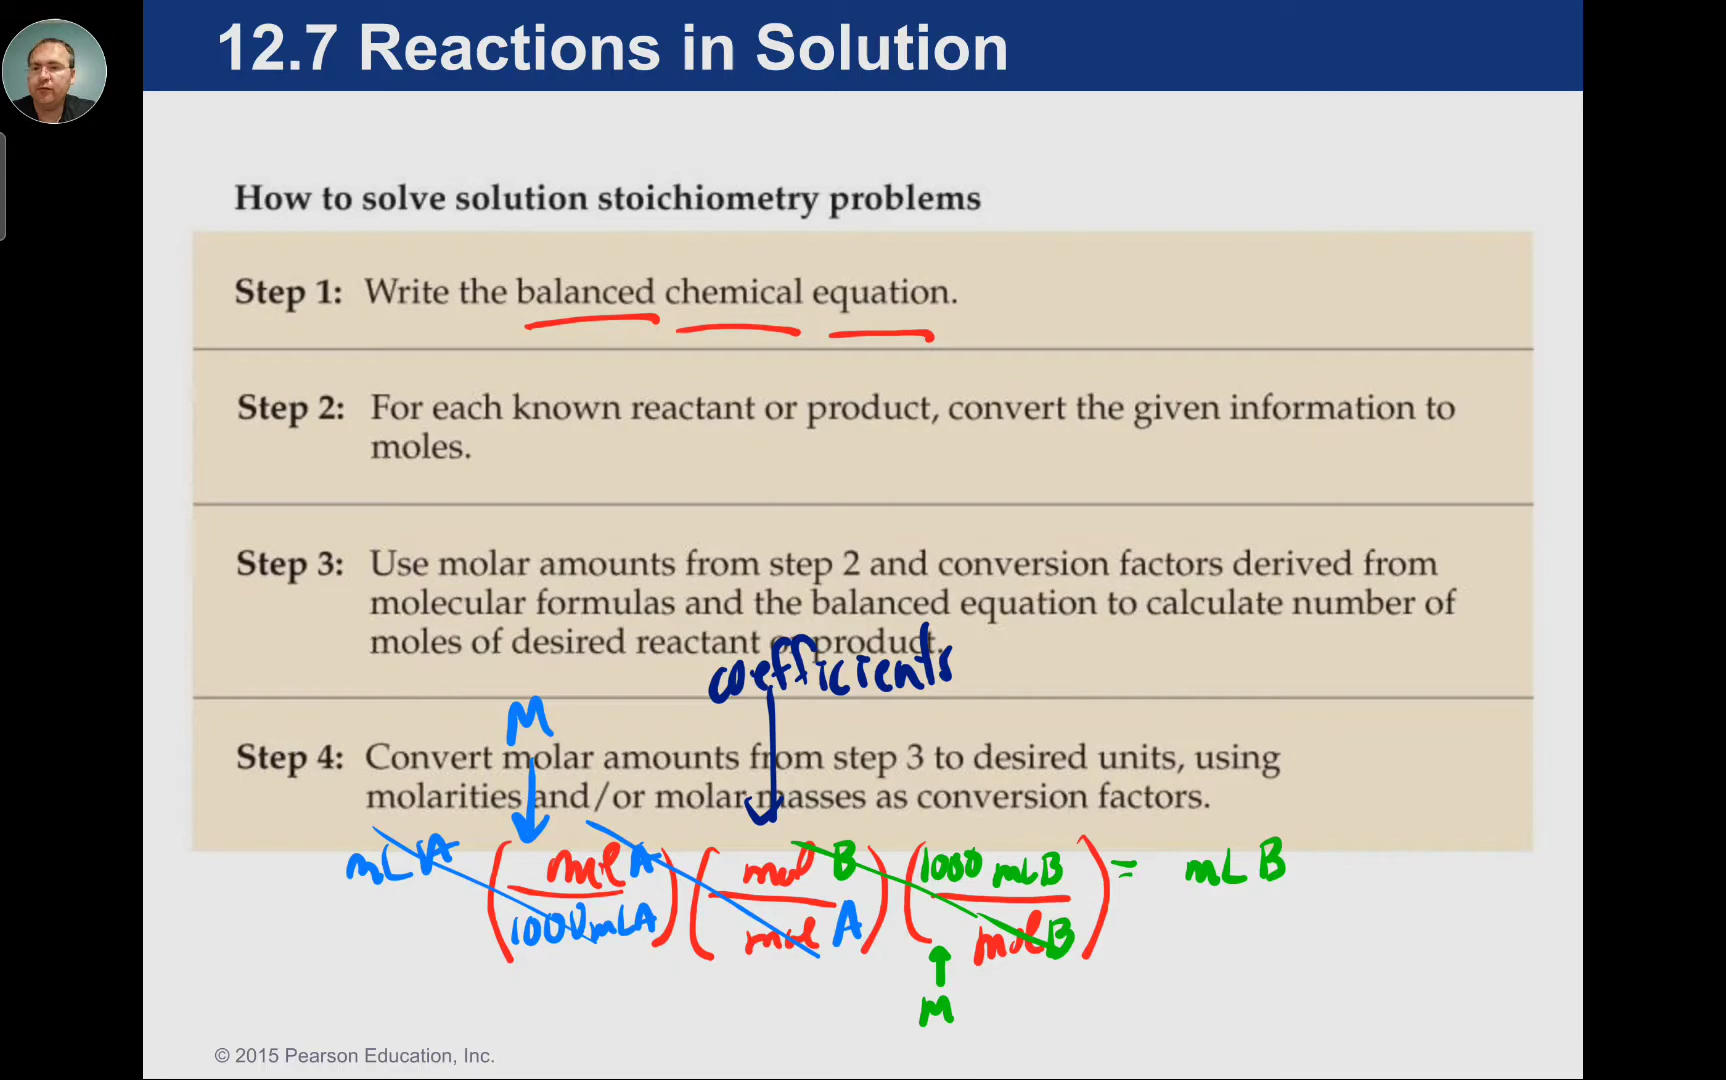 12.7 Reactions in Solution
How to solve solution stoichiometry problems
Step 1: Write the balanced chemical equation.
Step 2: For each known reactant or product, convert the given information to
moles.
Step 3: Use molar amounts from step 2 and conversion factors derived from
molecular formulas and the balanced equation to calculate number of
moles of desired reactant or product.
coefficients
M
Step 4: Convert molar amounts from step 3 to desired units, using
molarities and/or molar masses as conversion factors.
mL A (mol A / 1000 mL A) (mol B / mol A) (1000 mL B / mol B) = mL B
M
© 2015 Pearson Education, Inc.